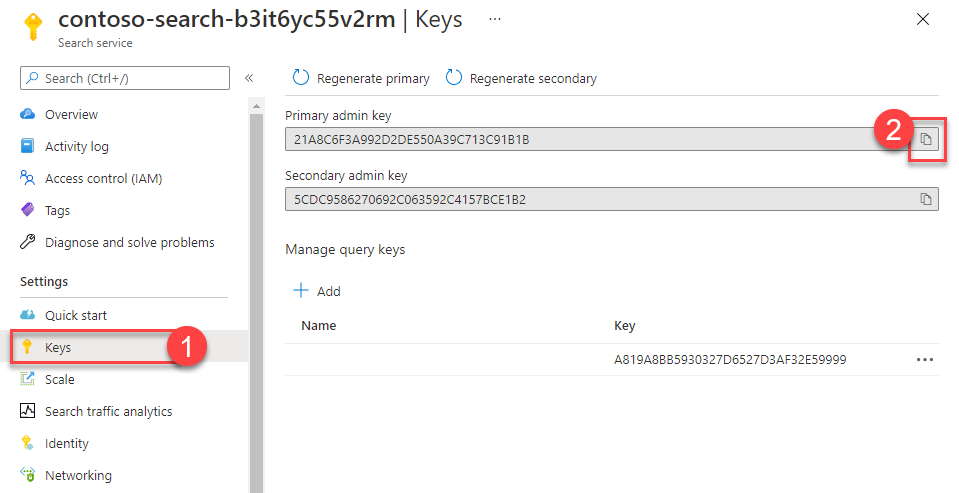 contoso-search-b3it6yc55v2rm | Keys ...
Search service
Search (Ctrl+/) «
Overview
Activity log
Access control (IAM)
Tags
Diagnose and solve problems
Settings
Quick start
Keys 1
Scale
Search traffic analytics
Identity
Networking
Regenerate primary Regenerate secondary
Primary admin key
21A8C6F3A992D2DE550A39C713C91B1B 2
Secondary admin key
5CDC9586270692C063592C4157BCE1B2
Manage query keys
Add
Name Key
A819A8BB5930327D6527D3AF32E59999 ...